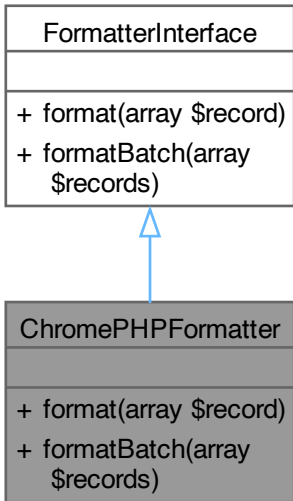 FormatterInterface
+ format(array $record)
+ formatBatch(array
$records)
ChromePHPFormatter
+ format(array $record)
+ formatBatch(array
$records)